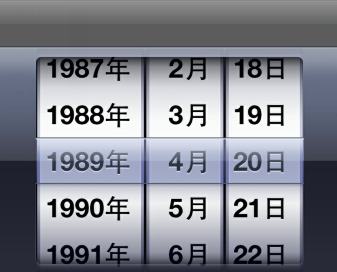 1987年 2月 18日
1988年 3月 19日
1989年 4月 20日
1990年 5月 21日
1991年 6月 22日